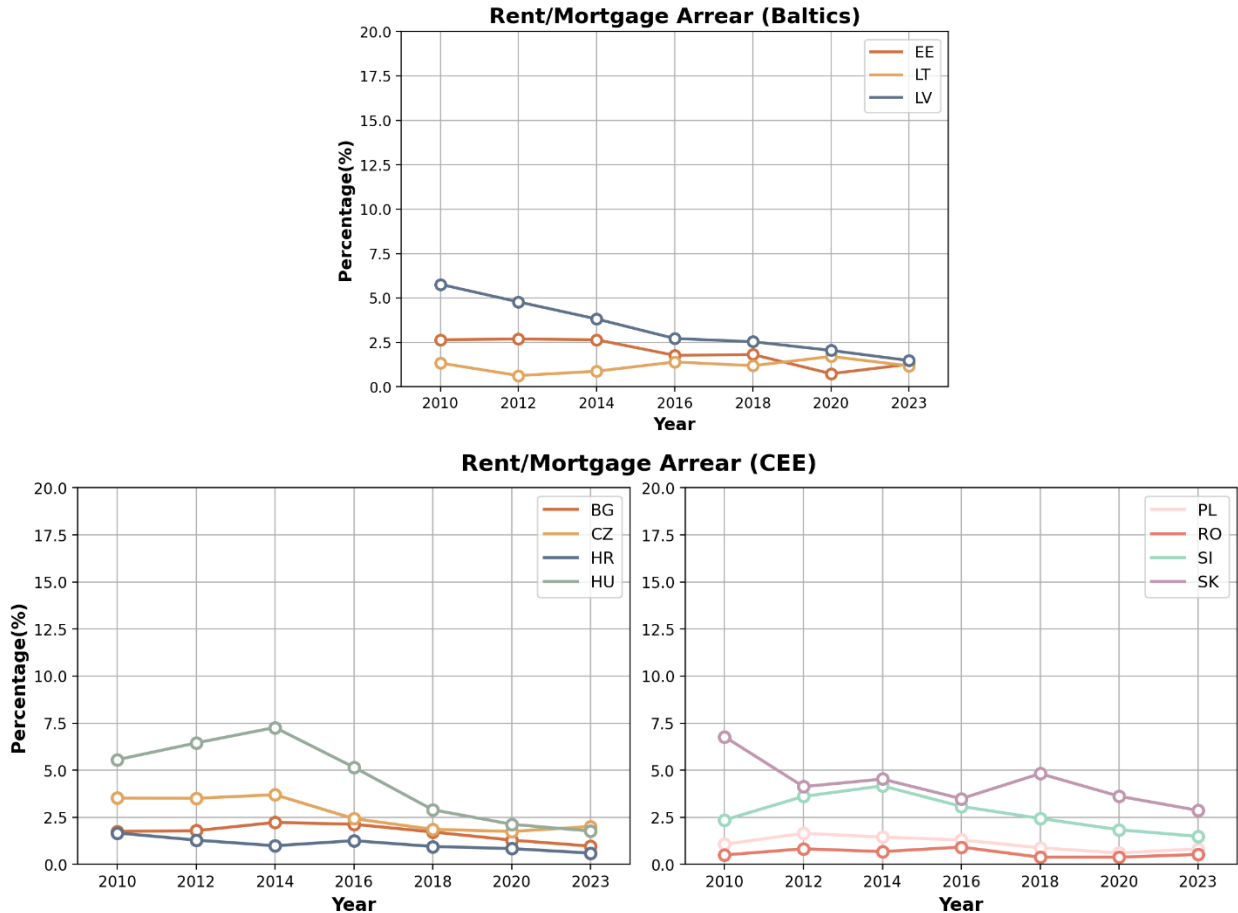 Rent/Mortgage Arrear (Baltics)
20.0
17.5
15.0
12.5
10.0
7.5
5.0
2.5
0.0
Percentage(%)
EE
LT
LV
2010 2012 2014 2016 2018 2020 2023
Year
Rent/Mortgage Arrear (CEE)
20.0
17.5
15.0
12.5
10.0
7.5
5.0
2.5
0.0
Percentage(%)
BG
CZ
HR
HU
2010 2012 2014 2016 2018 2020 2023
Year
20.0
17.5
15.0
12.5
10.0
7.5
5.0
2.5
0.0
PL
RO
SI
SK
2010 2012 2014 2016 2018 2020 2023
Year